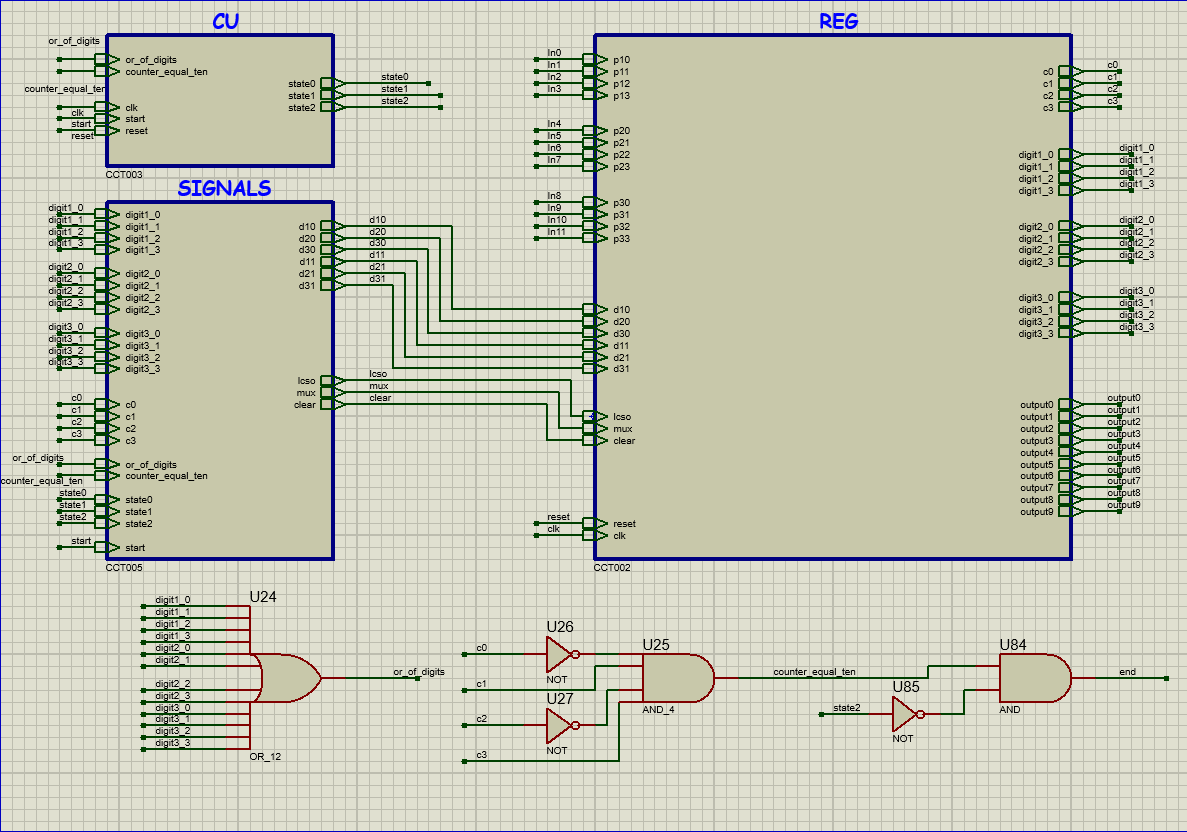 CU
or_of_digits
or_of_digits
counter_equal_ten
counter_equal_ten
clk
clk
start
start
reset
reset
state0
state1
state2
state0
state1
state2
CCT003
SIGNALS
digit1_0
digit1_1
digit1_2
digit1_3
digit2_0
digit2_1
digit2_2
digit2_3
digit3_0
digit3_1
digit3_2
digit3_3
c0
c1
c2
c3
or_of_digits
counter_equal_ten
state0
state1
state2
start
digit1_0
digit1_1
digit1_2
digit1_3
digit2_0
digit2_1
digit2_2
digit2_3
digit3_0
digit3_1
digit3_2
digit3_3
c0
c1
c2
c3
or_of_digits
counter_equal_ten
state0
state1
state2
start
d10
d20
d30
d11
d21
d31
lcso
mux
clear
d10
d20
d30
d11
d21
d31
lcso
mux
clear
CCT005
REG
In0
In1
In2
In3
In4
In5
In6
In7
In8
In9
In10
In11
reset
clk
p10
p11
p12
p13
p20
p21
p22
p23
p30
p31
p32
p33
d10
d20
d30
d11
d21
d31
lcso
mux
clear
reset
clk
c0
c1
c2
c3
digit1_0
digit1_1
digit1_2
digit1_3
digit2_0
digit2_1
digit2_2
digit2_3
digit3_0
digit3_1
digit3_2
digit3_3
output0
output1
output2
output3
output4
output5
output6
output7
output8
output9
c0
c1
c2
c3
digit1_0
digit1_1
digit1_2
digit1_3
digit2_0
digit2_1
digit2_2
digit2_3
digit3_0
digit3_1
digit3_2
digit3_3
output0
output1
output2
output3
output4
output5
output6
output7
output8
output9
CCT002
U24
digit1_0
digit1_1
digit1_2
digit1_3
digit2_0
digit2_1
digit2_2
digit2_3
digit3_0
digit3_1
digit3_2
digit3_3
or_of_digits
OR_12
U26
c0
NOT
c1
U27
c2
NOT
c3
U25
AND_4
counter_equal_ten
U85
state2
NOT
U84
AND
end